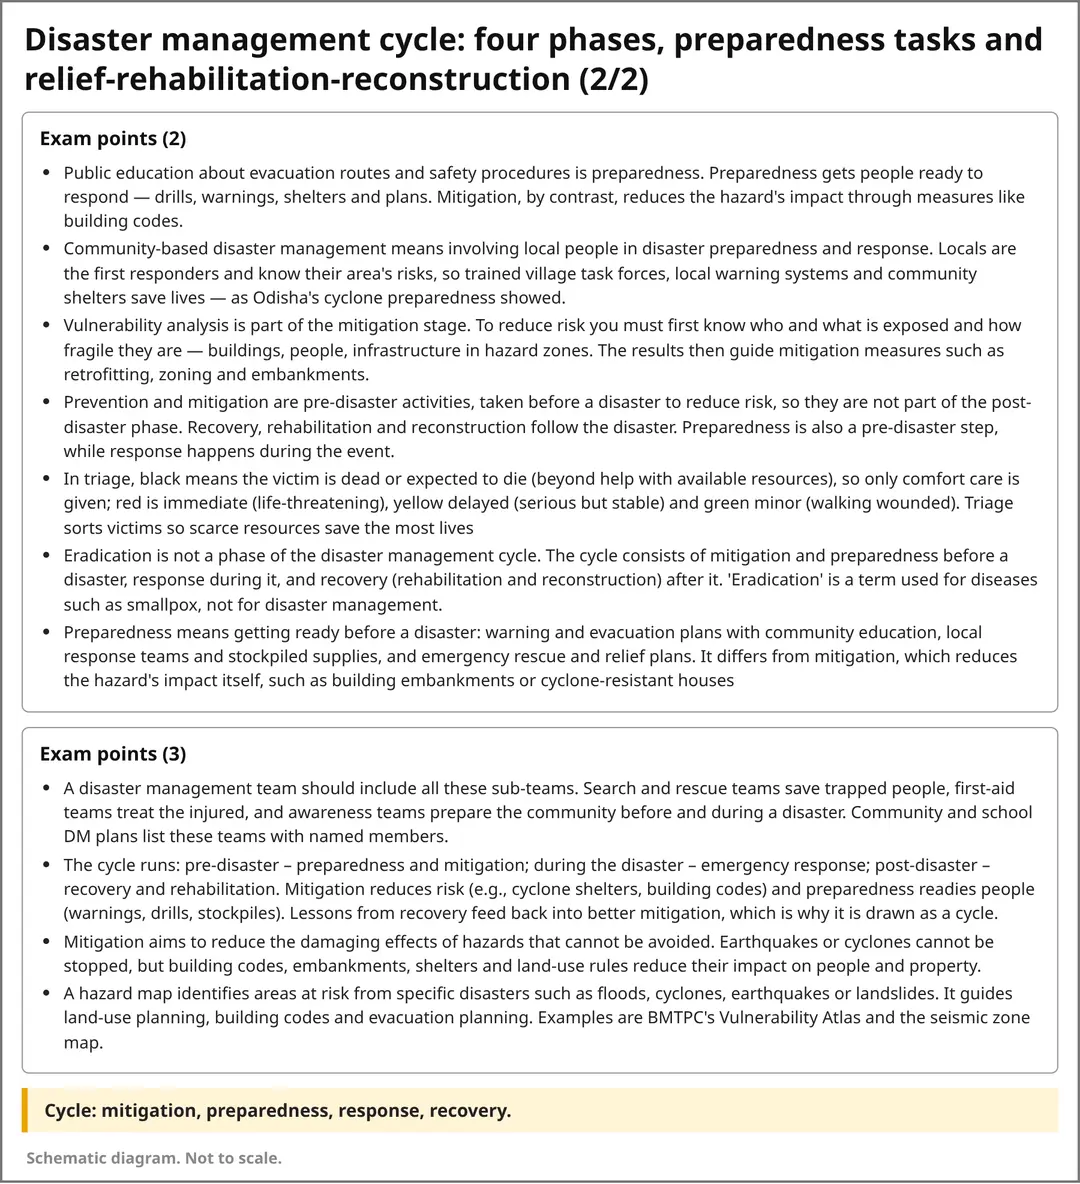 Disaster management cycle: four phases, preparedness tasks and
relief-rehabilitation-reconstruction (2/2)
Exam points (2)
• Public education about evacuation routes and safety procedures is preparedness. Preparedness gets people ready to
respond — drills, warnings, shelters and plans. Mitigation, by contrast, reduces the hazard's impact through measures like
building codes.
• Community-based disaster management means involving local people in disaster preparedness and response. Locals are
the first responders and know their area's risks, so trained village task forces, local warning systems and community
shelters save lives — as Odisha's cyclone preparedness showed.
• Vulnerability analysis is part of the mitigation stage. To reduce risk you must first know who and what is exposed and how
fragile they are — buildings, people, infrastructure in hazard zones. The results then guide mitigation measures such as
retrofitting, zoning and embankments.
• Prevention and mitigation are pre-disaster activities, taken before a disaster to reduce risk, so they are not part of the post-
disaster phase. Recovery, rehabilitation and reconstruction follow the disaster. Preparedness is also a pre-disaster step,
while response happens during the event.
• In triage, black means the victim is dead or expected to die (beyond help with available resources), so only comfort care is
given; red is immediate (life-threatening), yellow delayed (serious but stable) and green minor (walking wounded). Triage
sorts victims so scarce resources save the most lives
• Eradication is not a phase of the disaster management cycle. The cycle consists of mitigation and preparedness before a
disaster, response during it, and recovery (rehabilitation and reconstruction) after it. 'Eradication' is a term used for diseases
such as smallpox, not for disaster management.
• Preparedness means getting ready before a disaster: warning and evacuation plans with community education, local
response teams and stockpiled supplies, and emergency rescue and relief plans. It differs from mitigation, which reduces
the hazard's impact itself, such as building embankments or cyclone-resistant houses
Exam points (3)
• A disaster management team should include all these sub-teams. Search and rescue teams save trapped people, first-aid
teams treat the injured, and awareness teams prepare the community before and during a disaster. Community and school
DM plans list these teams with named members.
• The cycle runs: pre-disaster – preparedness and mitigation; during the disaster – emergency response; post-disaster –
recovery and rehabilitation. Mitigation reduces risk (e.g., cyclone shelters, building codes) and preparedness readies people
(warnings, drills, stockpiles). Lessons from recovery feed back into better mitigation, which is why it is drawn as a cycle.
• Mitigation aims to reduce the damaging effects of hazards that cannot be avoided. Earthquakes or cyclones cannot be
stopped, but building codes, embankments, shelters and land-use rules reduce their impact on people and property.
• A hazard map identifies areas at risk from specific disasters such as floods, cyclones, earthquakes or landslides. It guides
land-use planning, building codes and evacuation planning. Examples are BMTPC's Vulnerability Atlas and the seismic zone
map.
Cycle: mitigation, preparedness, response, recovery.
Schematic diagram. Not to scale.